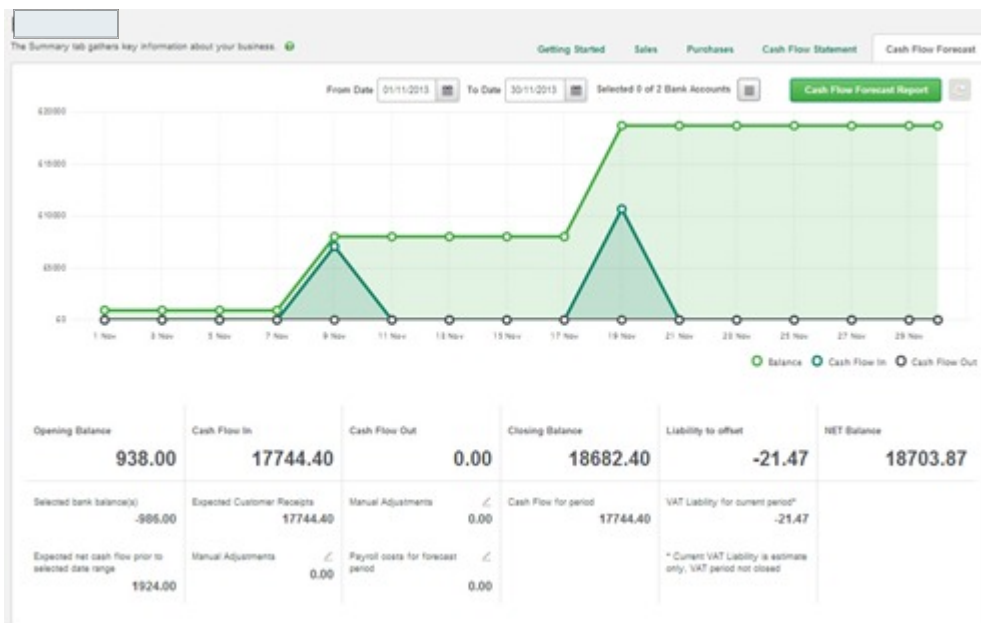 The Summary tab gathers key information about your business.
Getting Started Sales Purchases Cash Flow Statement Cash Flow Forecast
From Date 01/11/2013 To Date 30/11/2013 Selected 0 of 2 Bank Accounts Cash Flow Forecast Report
£20000
£15000
£10000
£5000
£0
1 Nov 3 Nov 5 Nov 7 Nov 9 Nov 11 Nov 13 Nov 15 Nov 17 Nov 19 Nov 21 Nov 23 Nov 25 Nov 27 Nov 29 Nov
Balance Cash Flow In Cash Flow Out
Opening Balance Cash Flow In Cash Flow Out Closing Balance Liability to offset NET Balance
938.00 17744.40 0.00 18682.40 -21.47 18703.87
Selected bank balance(s) Expected Customer Receipts Manual Adjustments Cash Flow for period VAT Liability for current period*
-986.00 17744.40 0.00 17744.40 -21.47
Expected net cash flow prior to Manual Adjustments Payroll costs for forecast * Current VAT Liability is estimate
selected date range 0.00 period only, VAT period not closed
1924.00 0.00